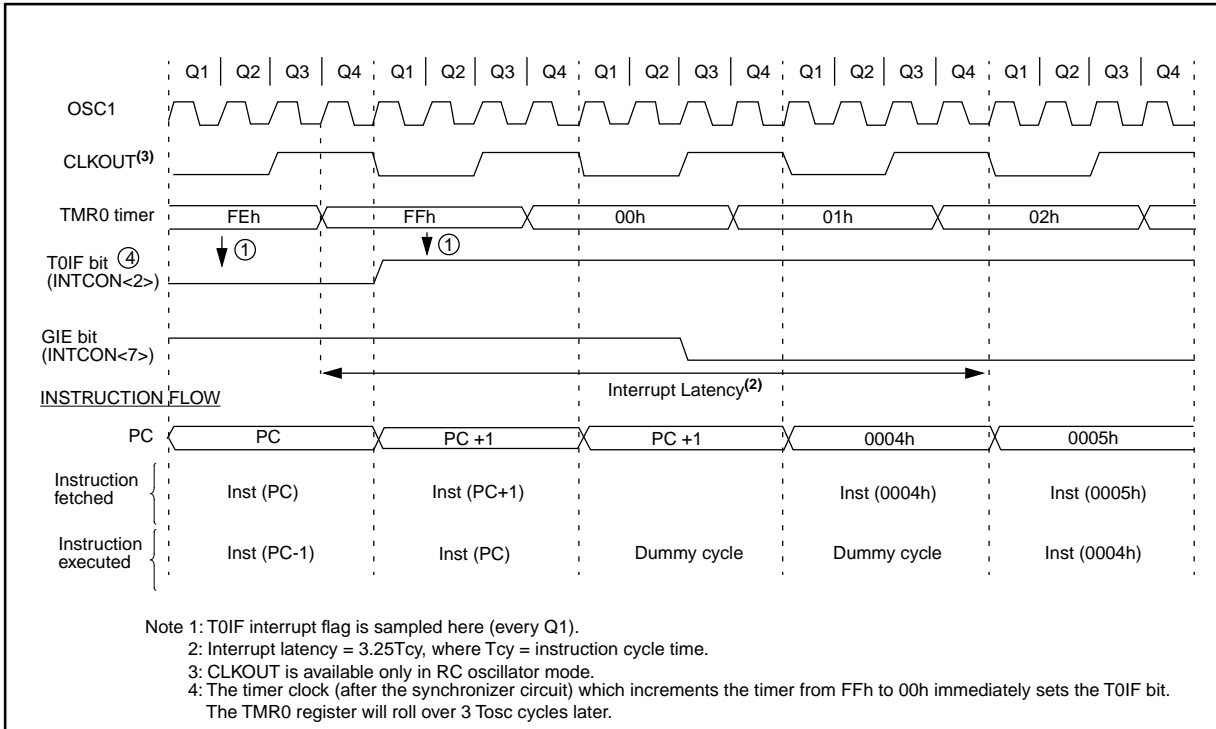 Q1 Q2 Q3 Q4 Q1 Q2 Q3 Q4 Q1 Q2 Q3 Q4 Q1 Q2 Q3 Q4 Q1 Q2 Q3 Q4
OSC1
CLKOUT(3)
TMR0 timer FEh FFh 00h 01h 02h
① ①
T0IF bit ④
(INTCON<2>)
GIE bit
(INTCON<7>)
Interrupt Latency(2)
INSTRUCTION FLOW
PC PC PC +1 PC +1 0004h 0005h
Instruction
fetched
Inst (PC) Inst (PC+1) Inst (0004h) Inst (0005h)
Instruction
executed
Inst (PC-1) Inst (PC) Dummy cycle Dummy cycle Inst (0004h)
Note 1: T0IF interrupt flag is sampled here (every Q1).
2: Interrupt latency = 3.25Tcy, where Tcy = instruction cycle time.
3: CLKOUT is available only in RC oscillator mode.
4: The timer clock (after the synchronizer circuit) which increments the timer from FFh to 00h immediately sets the T0IF bit.
The TMR0 register will roll over 3 Tosc cycles later.